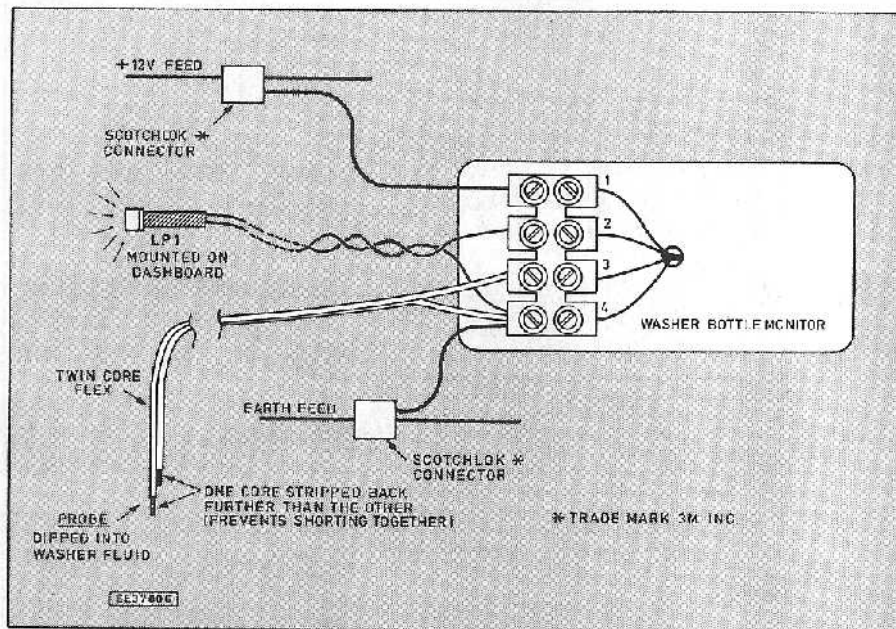 +12V FEED
SCOTCHLOK *
CONNECTOR
LP1
MOUNTED ON
DASHBOARD
1
2
3
4
WASHER BOTTLE MONITOR
TWIN CORE
FLEX
EARTH FEED
SCOTCHLOK *
CONNECTOR
ONE CORE STRIPPED BACK
FURTHER THAN THE OTHER
(PREVENTS SHORTING TOGETHER)
PROBE
DIPPED INTO
WASHER FLUID
* TRADE MARK 3M INC
EE3780G